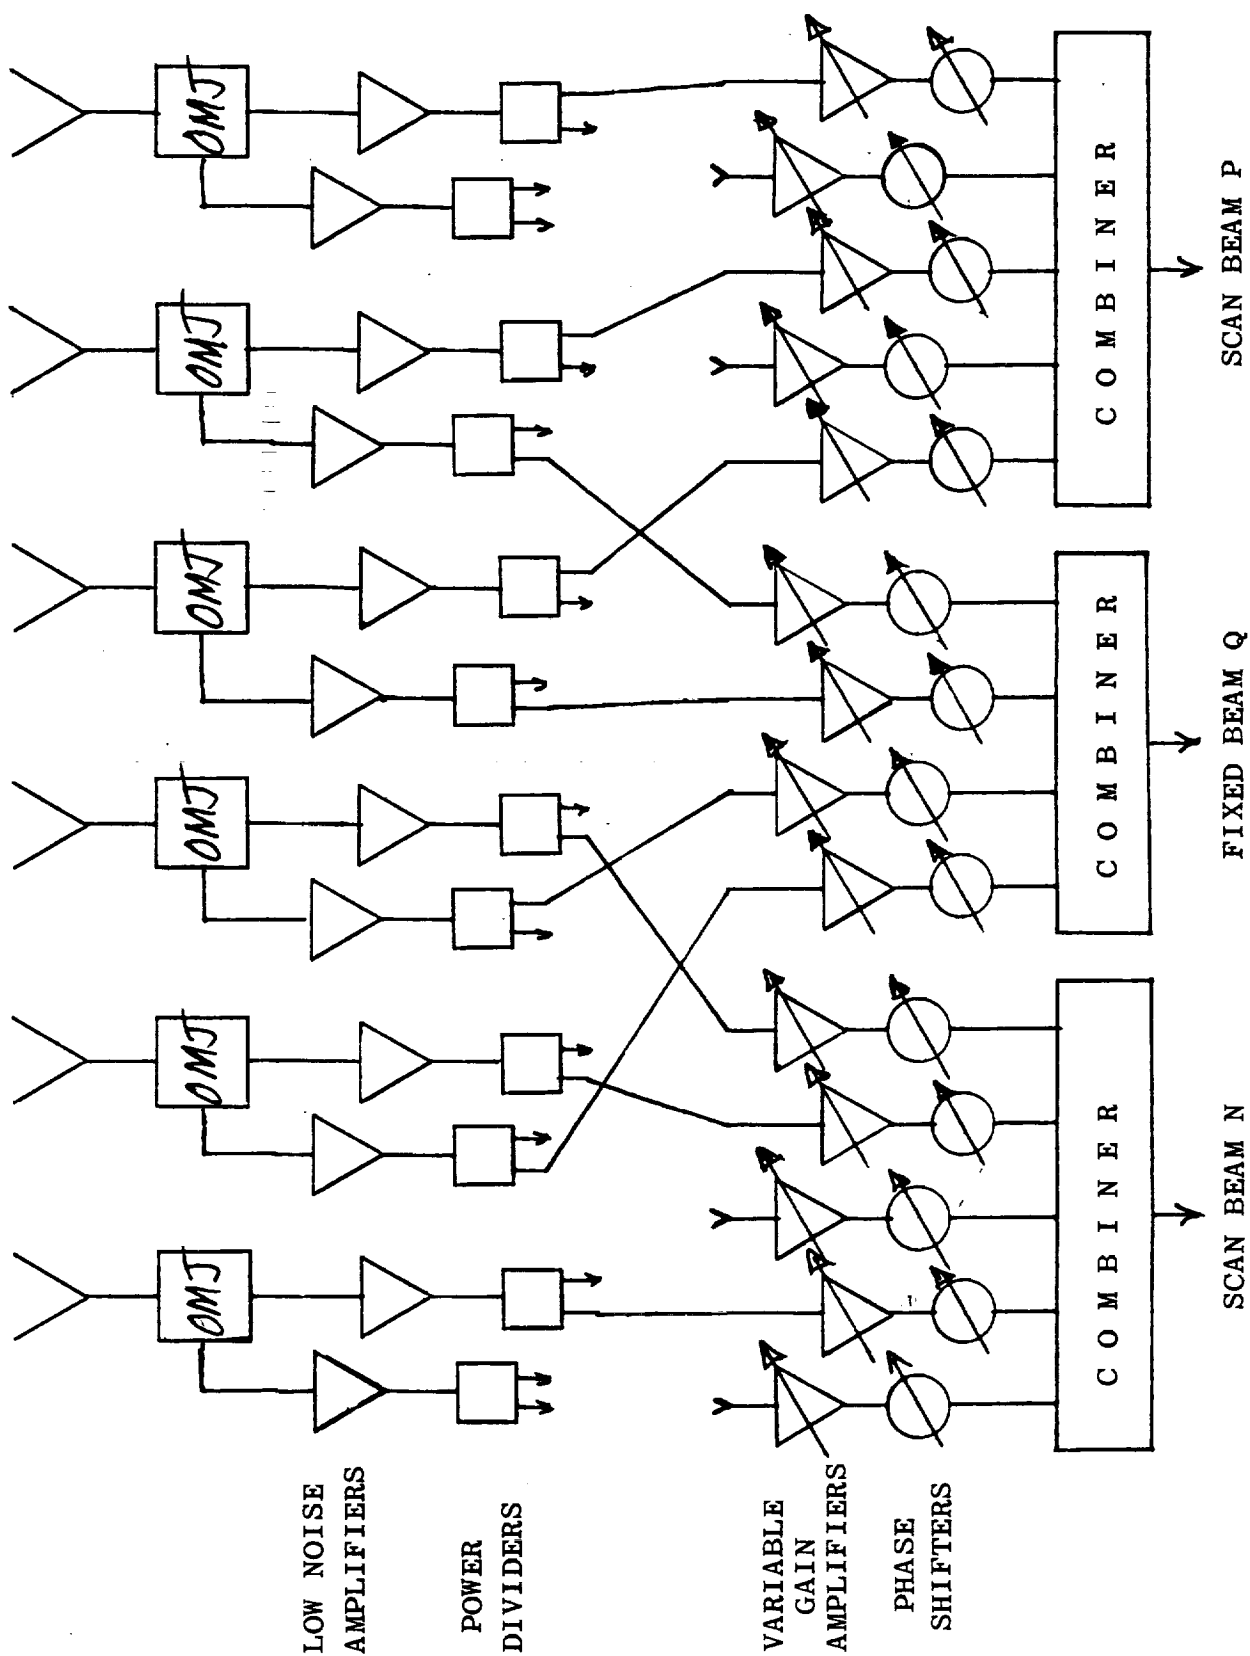 OMJ
OMJ
OMJ
OMJ
OMJ
OMJ
LOW NOISE
AMPLIFIERS
POWER
DIVIDERS
VARIABLE
GAIN
AMPLIFIERS
PHASE
SHIFTERS
COMBINER
COMBINER
COMBINER
SCAN BEAM N
FIXED BEAM Q
SCAN BEAM P